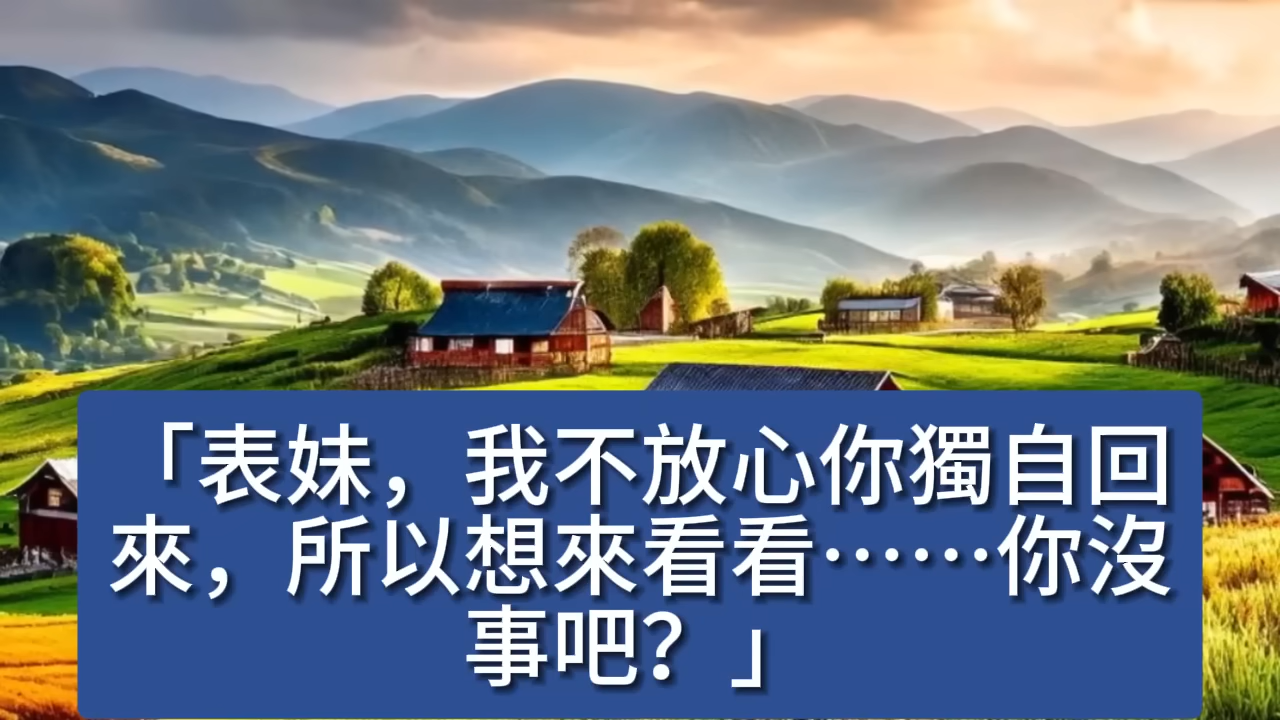 「表妹，我不放心你獨自回
來，所以想來看看……你沒
事吧？」